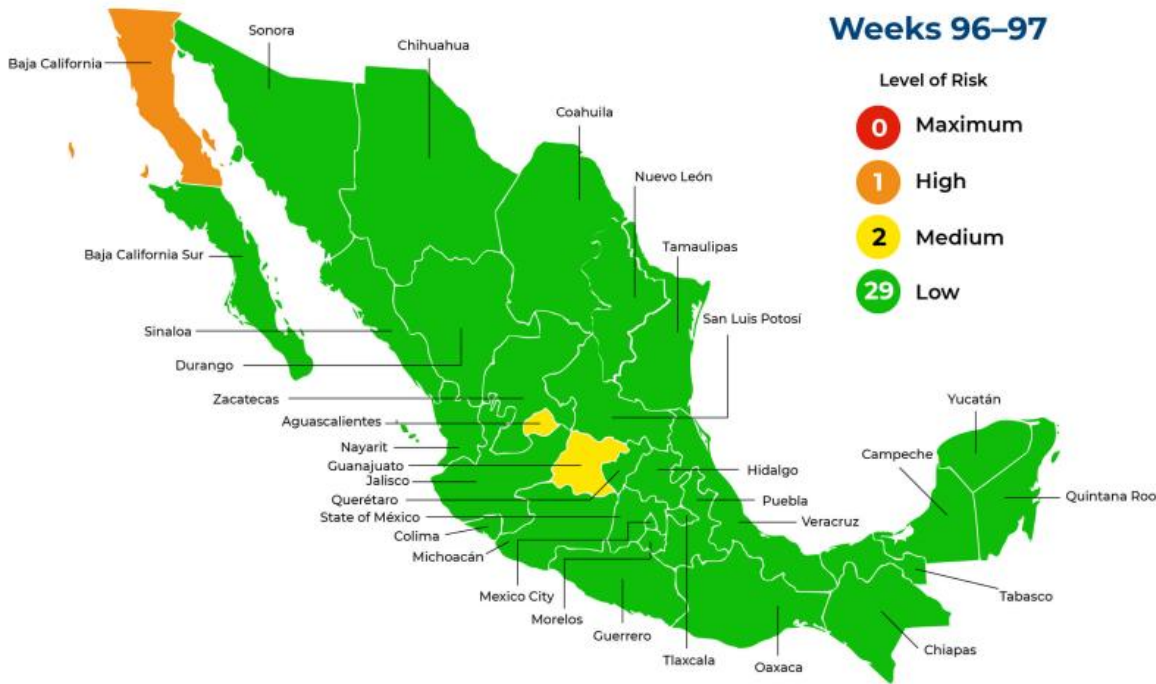 Weeks 96–97
Level of Risk
0 Maximum
1 High
2 Medium
29 Low
Baja California
Sonora
Chihuahua
Coahuila
Nuevo León
Tamaulipas
Baja California Sur
San Luis Potosí
Sinaloa
Durango
Zacatecas
Aguascalientes
Nayarit
Guanajuato
Jalisco
Querétaro
State of México
Colima
Michoacán
Mexico City
Morelos
Guerrero
Tlaxcala
Oaxaca
Hidalgo
Puebla
Veracruz
Yucatán
Campeche
Quintana Roo
Tabasco
Chiapas